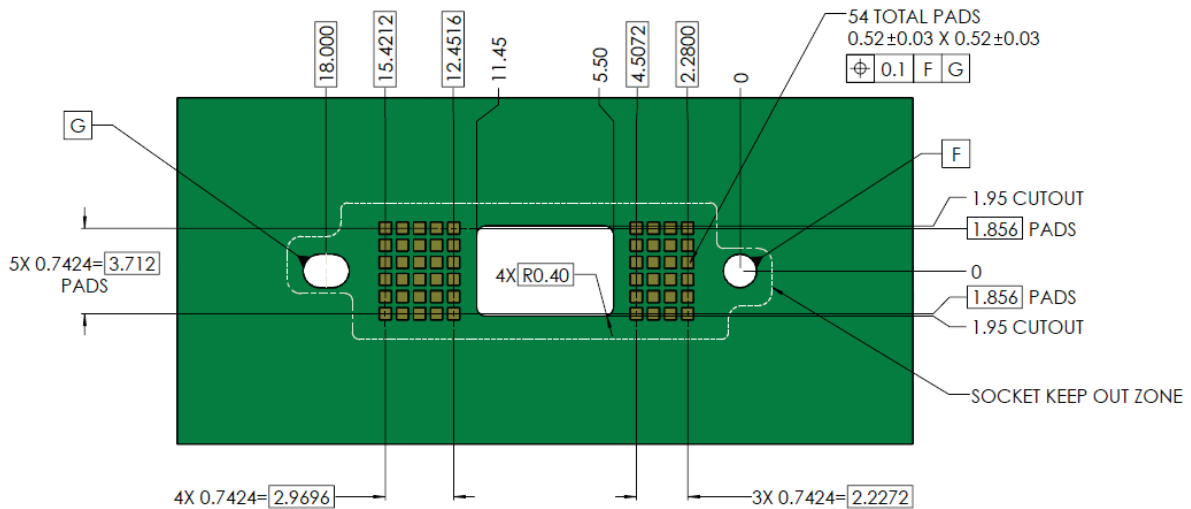 18.000
15.4212
12.4516
11.45
5.50
4.5072
2.2800
0
54 TOTAL PADS
0.52±0.03 X 0.52±0.03
⌖ 0.1 F G
G
F
1.95 CUTOUT
1.856 PADS
0
1.856 PADS
1.95 CUTOUT
5X 0.7424= 3.712
PADS
4X R0.40
SOCKET KEEP OUT ZONE
4X 0.7424= 2.9696
3X 0.7424= 2.2272